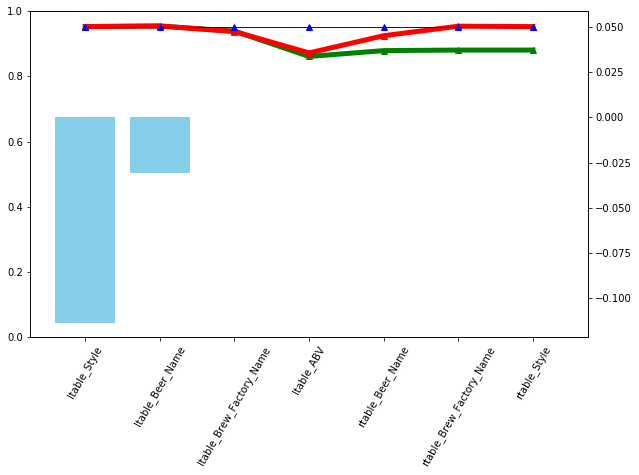 1.0
0.8
0.6
0.4
0.2
0.0
0.050
0.025
0.000
−0.025
−0.050
−0.075
−0.100
ltable_Style
ltable_Beer_Name
ltable_Brew_Factory_Name
ltable_ABV
rtable_Beer_Name
rtable_Brew_Factory_Name
rtable_Style